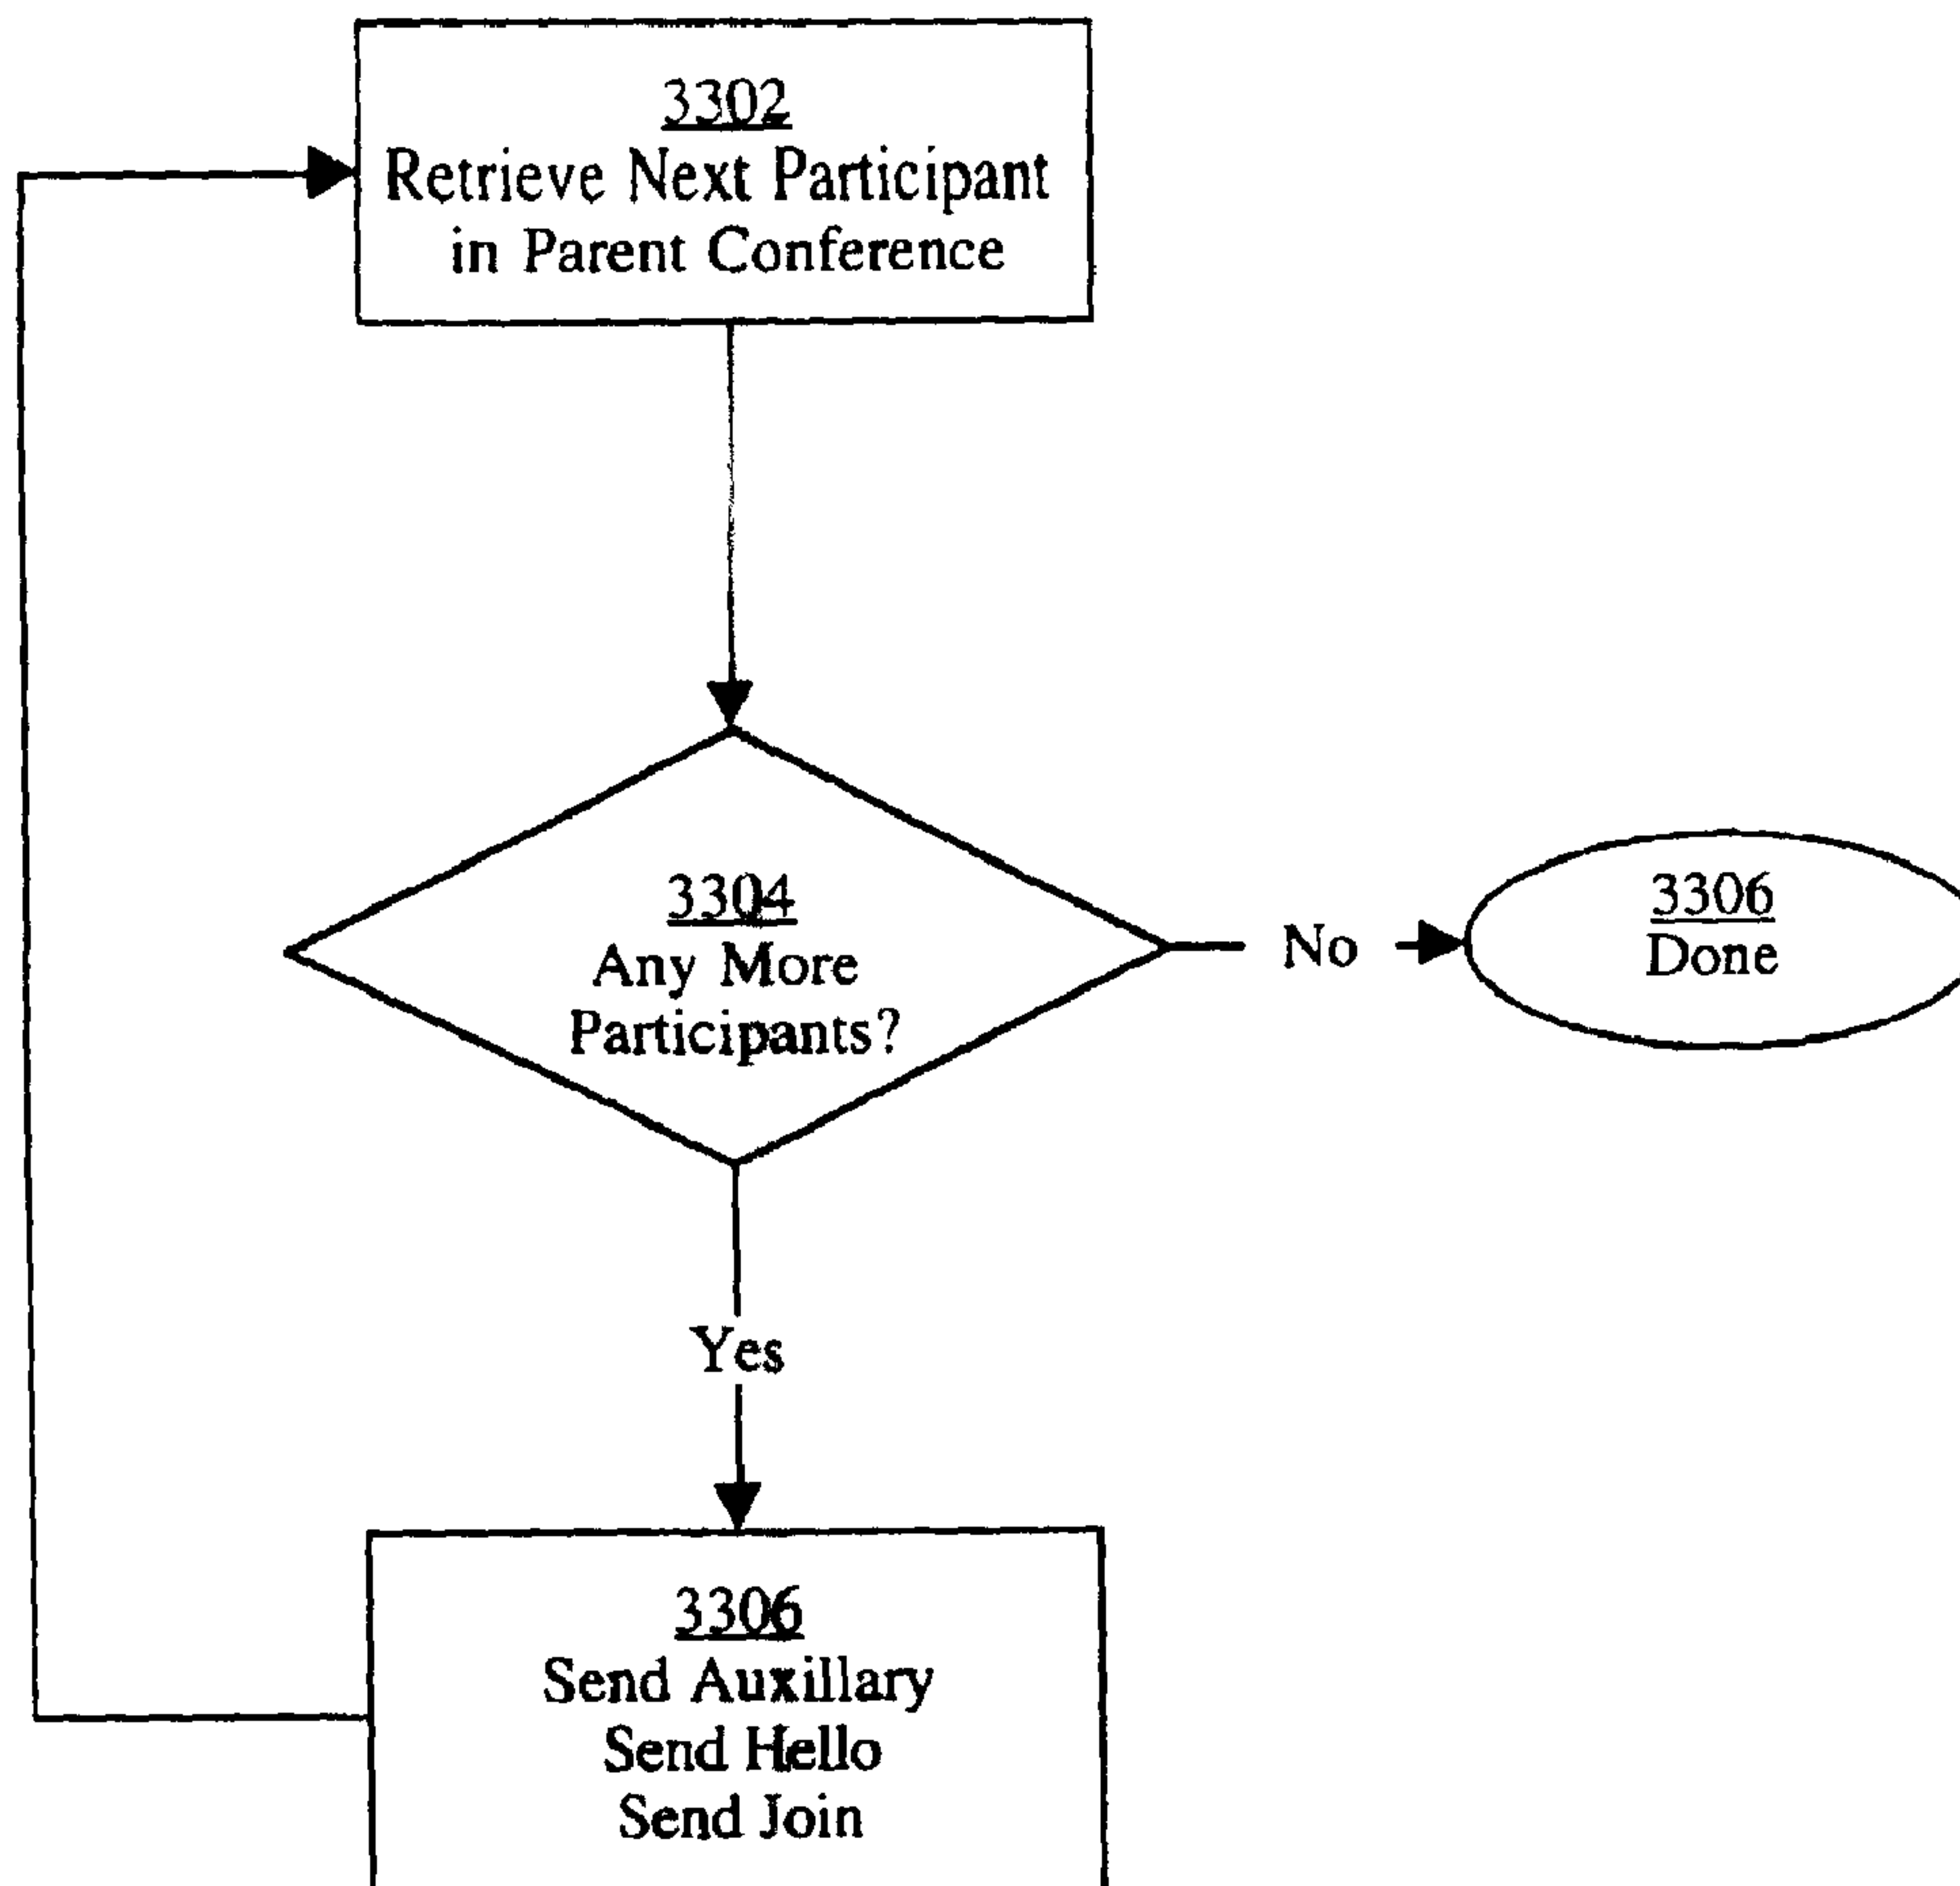 3302
Retrieve Next Participant
in Parent Conference
3304
Any More
Participants?
No
3306
Done
Yes
3306
Send Auxillary
Send Hello
Send Join